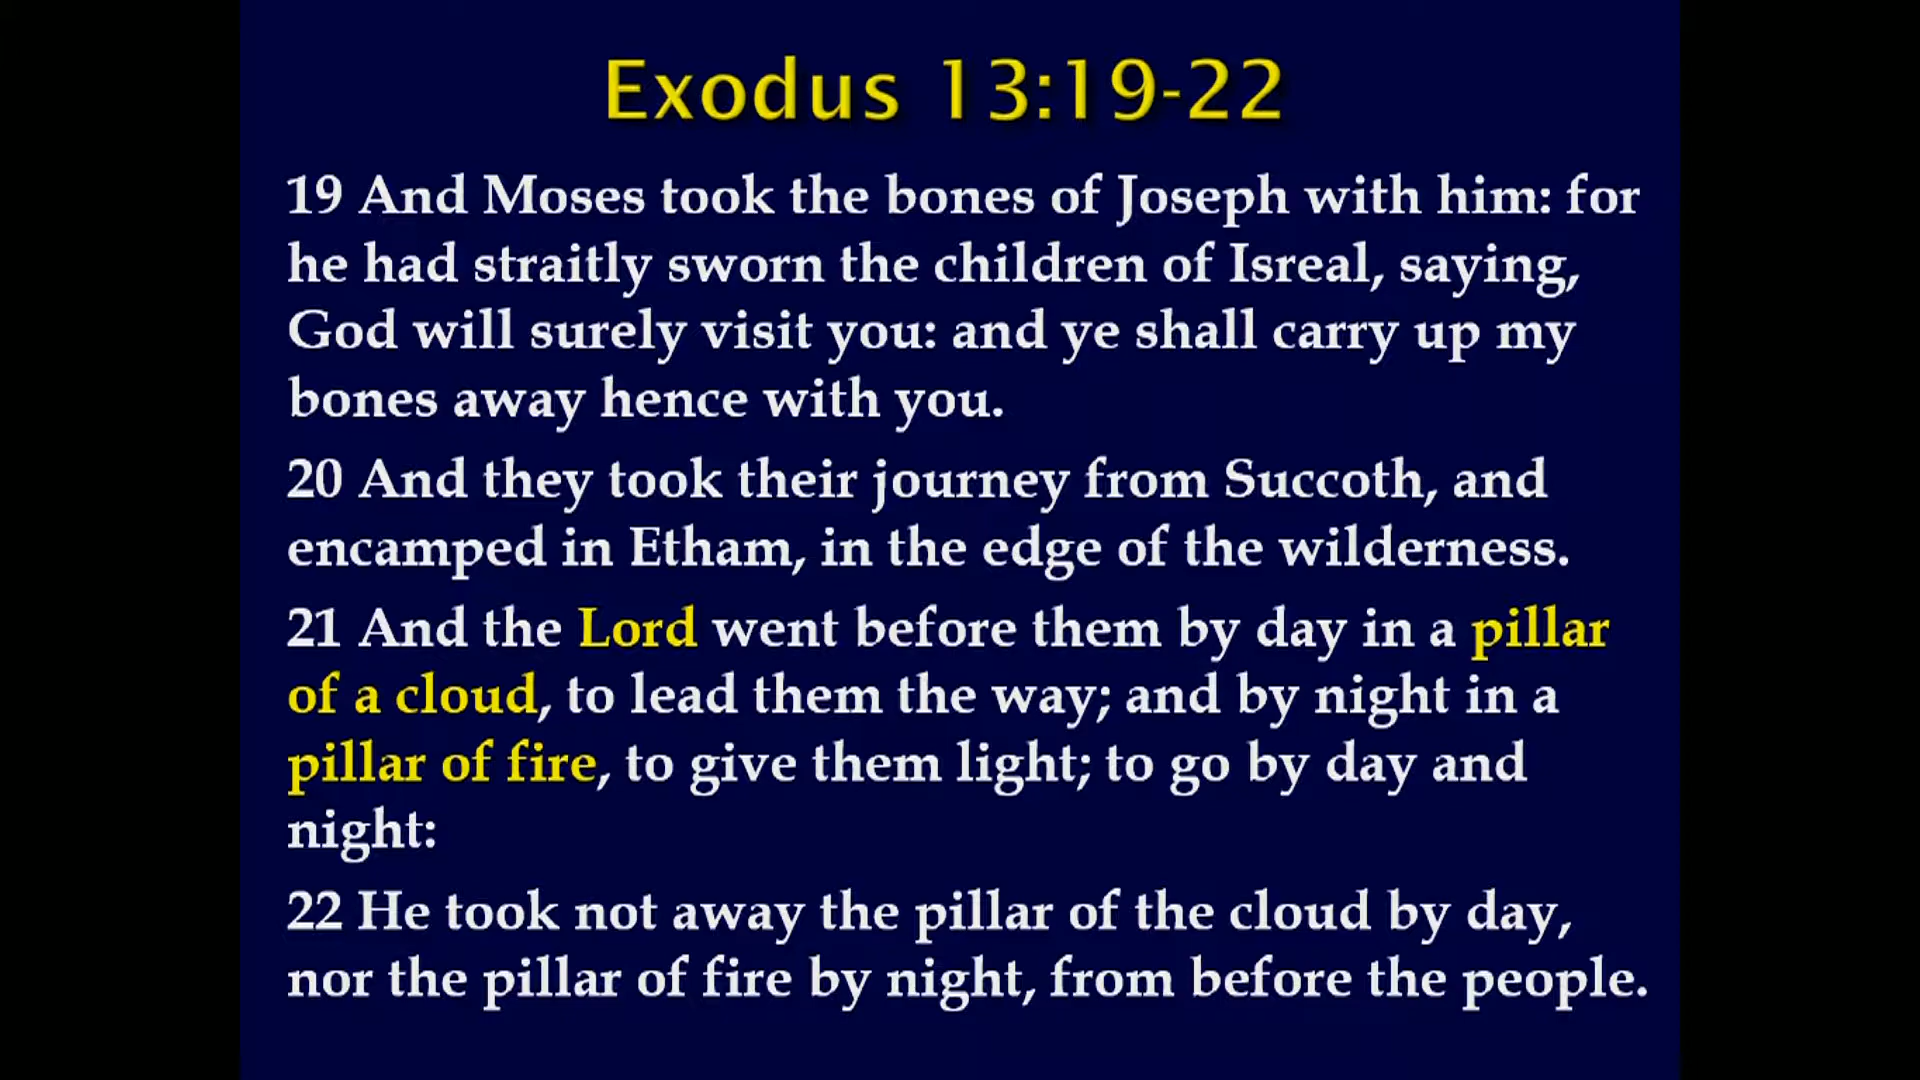 Exodus 13:19-22
19 And Moses took the bones of Joseph with him: for
he had straitly sworn the children of Isreal, saying,
God will surely visit you: and ye shall carry up my
bones away hence with you.
20 And they took their journey from Succoth, and
encamped in Etham, in the edge of the wilderness.
21 And the Lord went before them by day in a pillar
of a cloud, to lead them the way; and by night in a
pillar of fire, to give them light; to go by day and
night:
22 He took not away the pillar of the cloud by day,
nor the pillar of fire by night, from before the people.